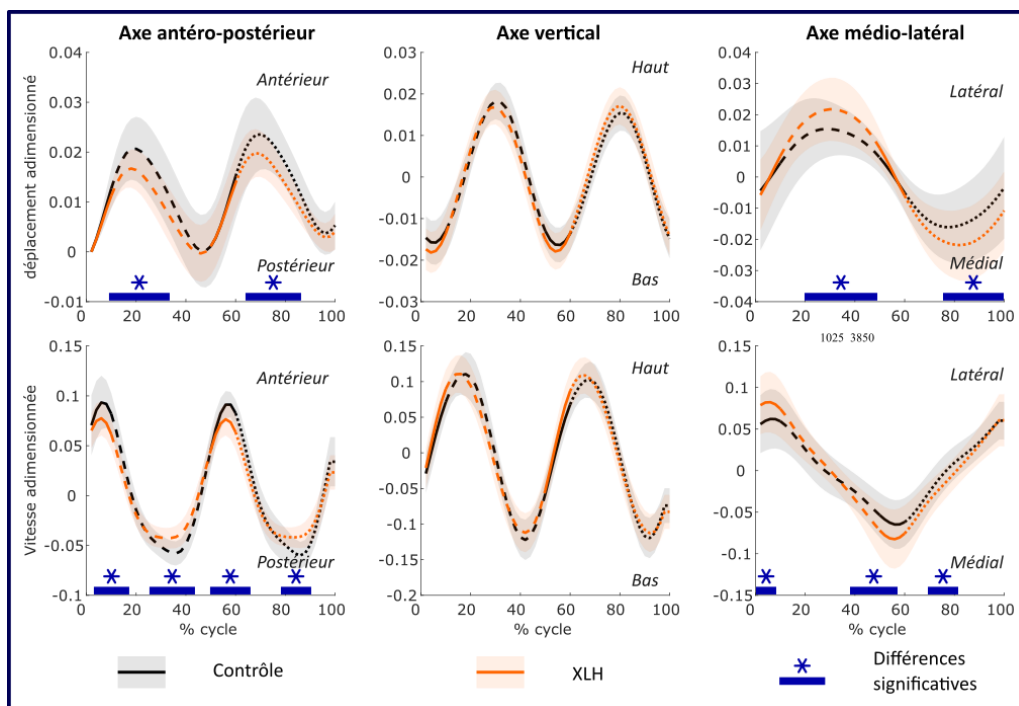 Axe antéro-postérieur
Axe vertical
Axe médio-latéral
déplacement adimensionné
0.05
0.04
0.03
0.02
0.01
0
-0.01
Antérieur
Postérieur
0 20 40 60 80 100
0.03
0.02
0.01
0
-0.01
-0.02
-0.03
Haut
Bas
0 20 40 60 80 100
0.04
0.03
0.02
0.01
0
-0.01
-0.02
-0.03
-0.04
Latéral
Médial
0 20 40 60 80 100
1025 3850
Vitesse adimensionnée
0.15
0.1
0.05
0
-0.05
-0.1
Antérieur
Postérieur
0 20 40 60 80 100
% cycle
0.15
0.1
0.05
0
-0.05
-0.1
-0.15
-0.2
Haut
Bas
0 20 40 60 80 100
% cycle
0.15
0.1
0.05
0
-0.05
-0.1
-0.15
Latéral
Médial
0 20 40 60 80 100
% cycle
Contrôle
XLH
Différences
significatives